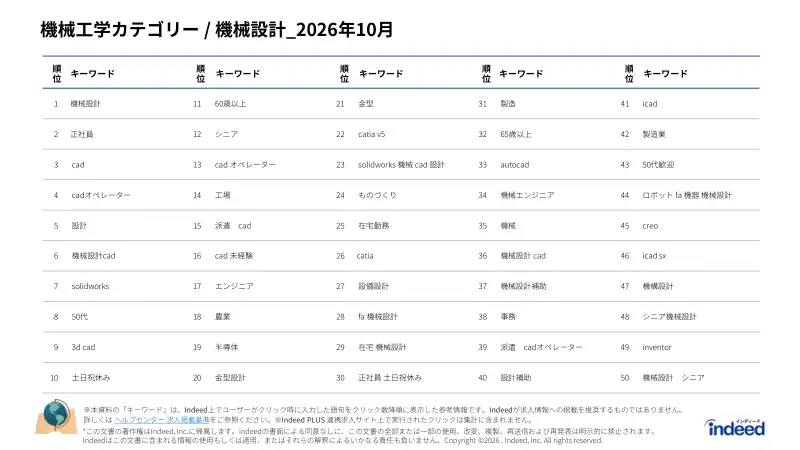 機械工学カテゴリー / 機械設計_2026年10月
順位 キーワード 順位 キーワード 順位 キーワード 順位 キーワード 順位 キーワード
1 機械設計 11 60歳以上 21 金型 31 製造 41 icad
2 正社員 12 シニア 22 catia v5 32 65歳以上 42 製造業
3 cad 13 cad オペレーター 23 solidworks 機械 cad 設計 33 autocad 43 50代歓迎
4 cadオペレーター 14 工場 24 ものづくり 34 機械エンジニア 44 ロボット fa 機器 機械設計
5 設計 15 派遣　cad 25 在宅勤務 35 機械 45 creo
6 機械設計cad 16 cad 未経験 26 catia 36 機械設計 cad 46 icad sx
7 solidworks 17 エンジニア 27 設備設計 37 機械設計補助 47 機構設計
8 50代 18 農業 28 fa 機械設計 38 事務 48 シニア機械設計
9 3d cad 19 半導体 29 在宅 機械設計 39 派遣　cadオペレーター 49 inventor
10 土日祝休み 20 金型設計 30 正社員 土日祝休み 40 設計補助 50 機械設計　シニア
※本資料の「キーワード」は、Indeed上でユーザーがクリック時に入力した語句をクリック数降順に表示した参考情報です。Indeedが求人情報への掲載を推奨するものではありません。
詳しくは ヘルプセンター 求人掲載基準をご参照ください。※Indeed PLUS 連携求人サイト上で実行されたクリックは集計に含まれません。
*この文書の著作権はIndeed, Inc.に帰属します。Indeedの書面による同意なしに、この文書の全部または一部の使用、改変、複製、再送信および再発表は明示的に禁止されます。
Indeedはこの文書に含まれる情報の使用もしくは適用、またはそれらの解釈によるいかなる責任も負いません。Copyright ©2026 , Indeed, Inc. All rights reserved.
インディード
indeed